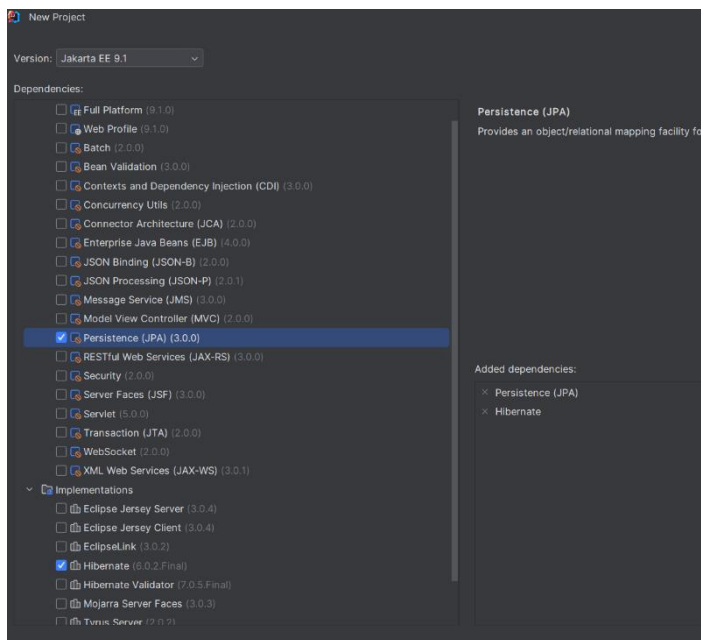 New Project
Version: Jakarta EE 9.1
Dependencies:
Full Platform (9.1.0)
Web Profile (9.1.0)
Batch (2.0.0)
Bean Validation (3.0.0)
Contexts and Dependency Injection (CDI) (3.0.0)
Concurrency Utils (2.0.0)
Connector Architecture (JCA) (2.0.0)
Enterprise Java Beans (EJB) (4.0.0)
JSON Binding (JSON-B) (2.0.0)
JSON Processing (JSON-P) (2.0.1)
Message Service (JMS) (3.0.0)
Model View Controller (MVC) (2.0.0)
Persistence (JPA) (3.0.0)
RESTful Web Services (JAX-RS) (3.0.0)
Security (2.0.0)
Server Faces (JSF) (3.0.0)
Servlet (5.0.0)
Transaction (JTA) (2.0.0)
WebSocket (2.0.0)
XML Web Services (JAX-WS) (3.0.1)
Implementations
Eclipse Jersey Server (3.0.4)
Eclipse Jersey Client (3.0.4)
EclipseLink (3.0.2)
Hibernate (6.0.2.Final)
Hibernate Validator (7.0.5.Final)
Mojarra Server Faces (3.0.3)
Tyrus Server (2.0.2)
Persistence (JPA)
Provides an object/relational mapping facility fo
Added dependencies:
Persistence (JPA)
Hibernate